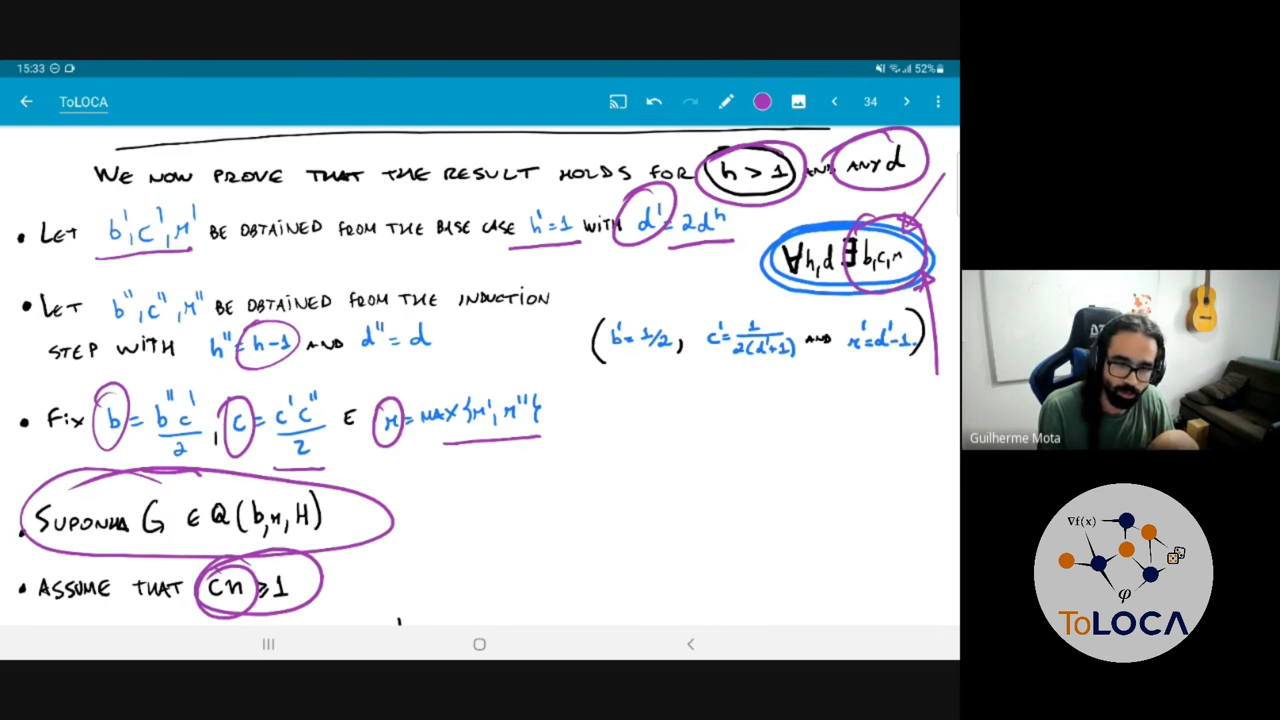 15:33 52%
ToLOCA 34
WE NOW PROVE THAT THE RESULT HOLDS FOR h > 1 AND ANY d
• LET b', c', r' BE OBTAINED FROM THE BASE CASE h' = 1 WITH d' = 2d^h
∀h,d ∃ b,c,r
• LET b'', c'', r'' BE OBTAINED FROM THE INDUCTION
STEP WITH h'' = h-1 AND d'' = d
(b' = 1/2, c' = 1/2(d'+1) AND r' = d'-1.)
• FIX b = b''c'/2, c = c'c''/2 E r = MAX{r', r''}
• SUPONHA G ∈ Q(b,n,H)
• ASSUME THAT cn ≥ 1
Guilherme Mota
∇f(x)
φ
ToLOCA